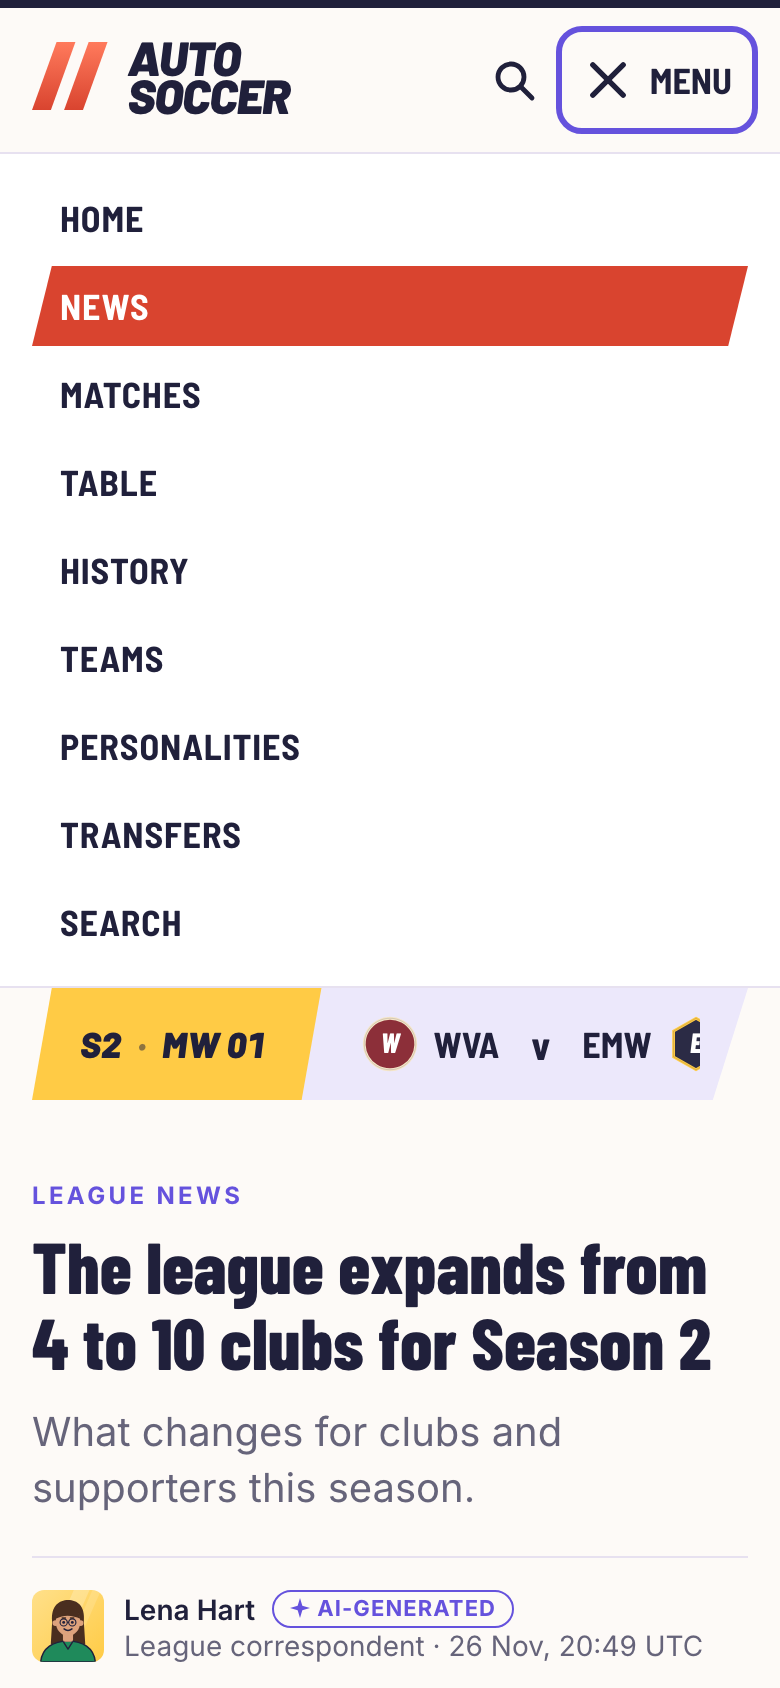 AUTO
SOCCER
MENU
HOME
NEWS
MATCHES
TABLE
HISTORY
TEAMS
PERSONALITIES
TRANSFERS
SEARCH
S2 · MW 01
W WVA v EMW E
LEAGUE NEWS
The league expands from
4 to 10 clubs for Season 2
What changes for clubs and
supporters this season.
Lena Hart AI-GENERATED
League correspondent · 26 Nov, 20:49 UTC